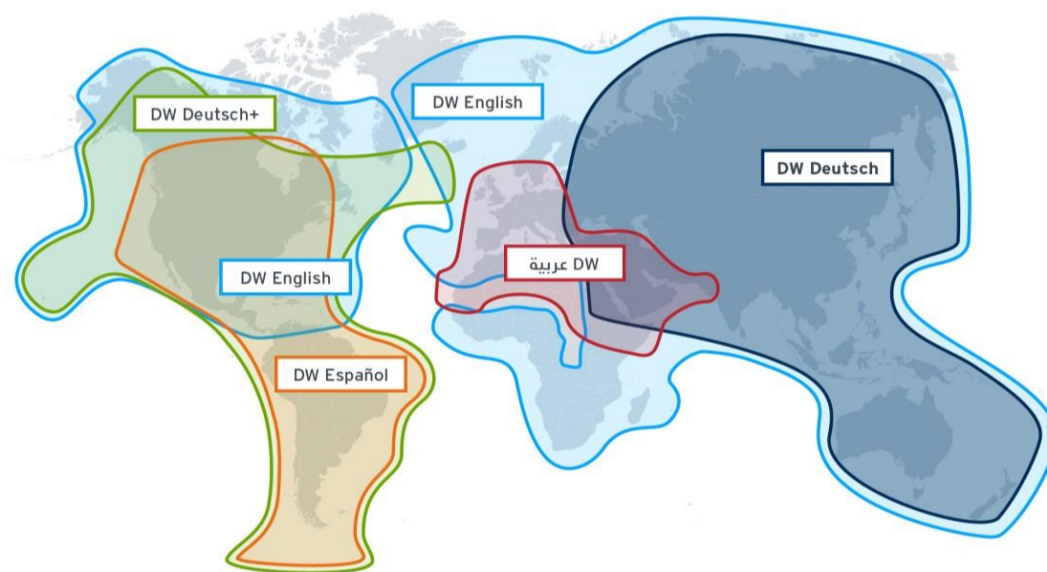 DW English
DW Deutsch+
DW Deutsch
DW عربية
DW English
DW Español